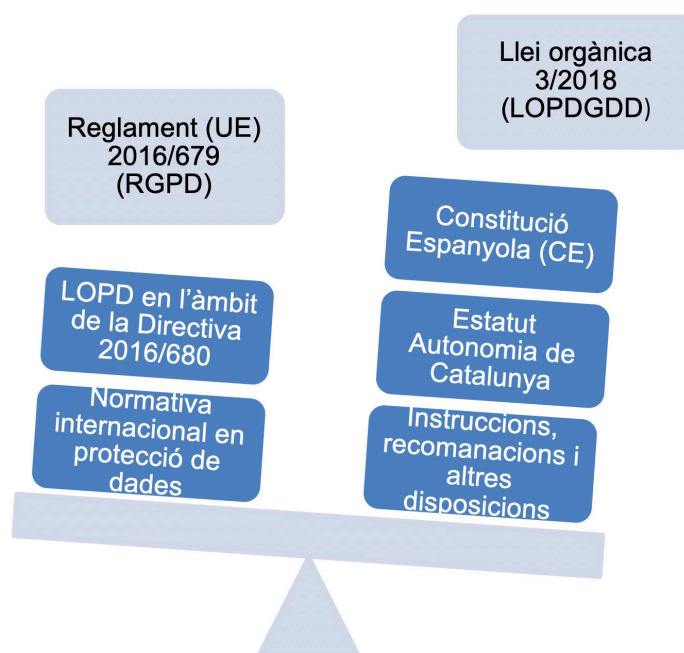 Reglament (UE)
2016/679
(RGPD)
LOPD en l’àmbit
de la Directiva
2016/680
Normativa
internacional en
protecció de
dades
Llei orgànica
3/2018
(LOPDGDD)
Constitució
Espanyola (CE)
Estatut
Autonomia de
Catalunya
Instruccions,
recomanacions i
altres
disposicions